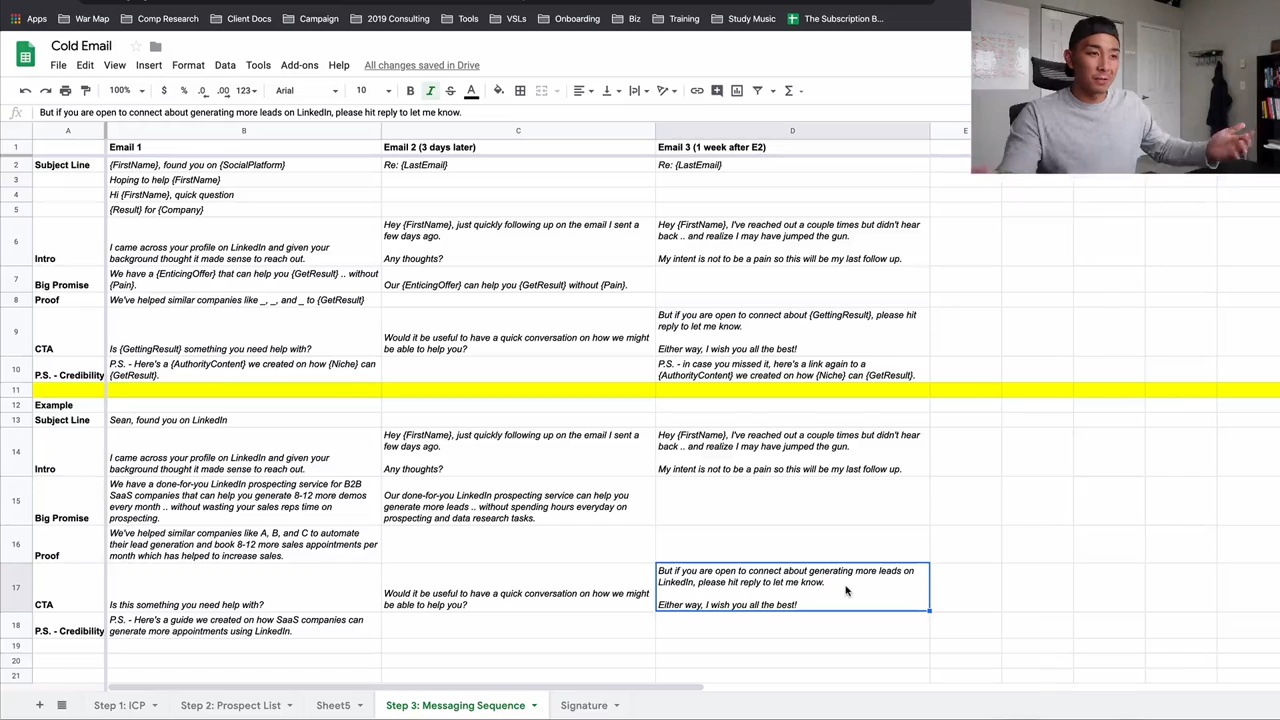 Apps War Map Comp Research Client Docs Campaign 2019 Consulting Tools VSLs Onboarding Biz Training Study Music The Subscription B...
Cold Email
File Edit View Insert Format Data Tools Add-ons Help All changes saved in Drive
100% $ % .0 .00 123 Arial 10 B I S A
fx But if you are open to connect about generating more leads on LinkedIn, please hit reply to let me know.
A B C D E
1 Email 1 Email 2 (3 days later) Email 3 (1 week after E2)
2 Subject Line {FirstName}, found you on {SocialPlatform} Re: {LastEmail} Re: {LastEmail}
3 Hoping to help {FirstName}
4 Hi {FirstName}, quick question
5 {Result} for {Company}
6 Intro
I came across your profile on LinkedIn and given your
background thought it made sense to reach out.
Hey {FirstName}, just quickly following up on the email I sent a
few days ago.
Any thoughts?
Hey {FirstName}, I've reached out a couple times but didn't hear
back .. and realize I may have jumped the gun.
My intent is not to be a pain so this will be my last follow up.
7 Big Promise
We have a {EnticingOffer} that can help you {GetResult} .. without
{Pain}.
Our {EnticingOffer} can help you {GetResult} without {Pain}.
8 Proof We've helped similar companies like _, _, and _ to {GetResult}
9 CTA
Is {GettingResult} something you need help with?
Would it be useful to have a quick conversation on how we might
be able to help you?
But if you are open to connect about {GettingResult}, please hit
reply to let me know.
Either way, I wish you all the best!
10 P.S. - Credibility
P.S. - Here's a {AuthorityContent} we created on how {Niche} can
{GetResult}.
P.S. - in case you missed it, here's a link again to a
{AuthorityContent} we created on how {Niche} can {GetResult}.
11
12 Example
13 Subject Line Sean, found you on LinkedIn
14 Intro
I came across your profile on LinkedIn and given your
background thought it made sense to reach out.
Hey {FirstName}, just quickly following up on the email I sent a
few days ago.
Any thoughts?
Hey {FirstName}, I've reached out a couple times but didn't hear
back .. and realize I may have jumped the gun.
My intent is not to be a pain so this will be my last follow up.
15 Big Promise
We have a done-for-you LinkedIn prospecting service for B2B
SaaS companies that can help you generate 8-12 more demos
every month .. without wasting your sales reps time on
prospecting.
Our done-for-you LinkedIn prospecting service can help you
generate more leads .. without spending hours everyday on
prospecting and data research tasks.
16 Proof
We've helped similar companies like A, B, and C to automate
their lead generation and book 8-12 more sales appointments per
month which has helped to increase sales.
17 CTA
Is this something you need help with?
Would it be useful to have a quick conversation on how we might
be able to help you?
But if you are open to connect about generating more leads on
LinkedIn, please hit reply to let me know.
Either way, I wish you all the best!
18 P.S. - Credibility
P.S. - Here's a guide we created on how SaaS companies can
generate more appointments using LinkedIn.
19
20
21
Step 1: ICP Step 2: Prospect List Sheet5 Step 3: Messaging Sequence Signature